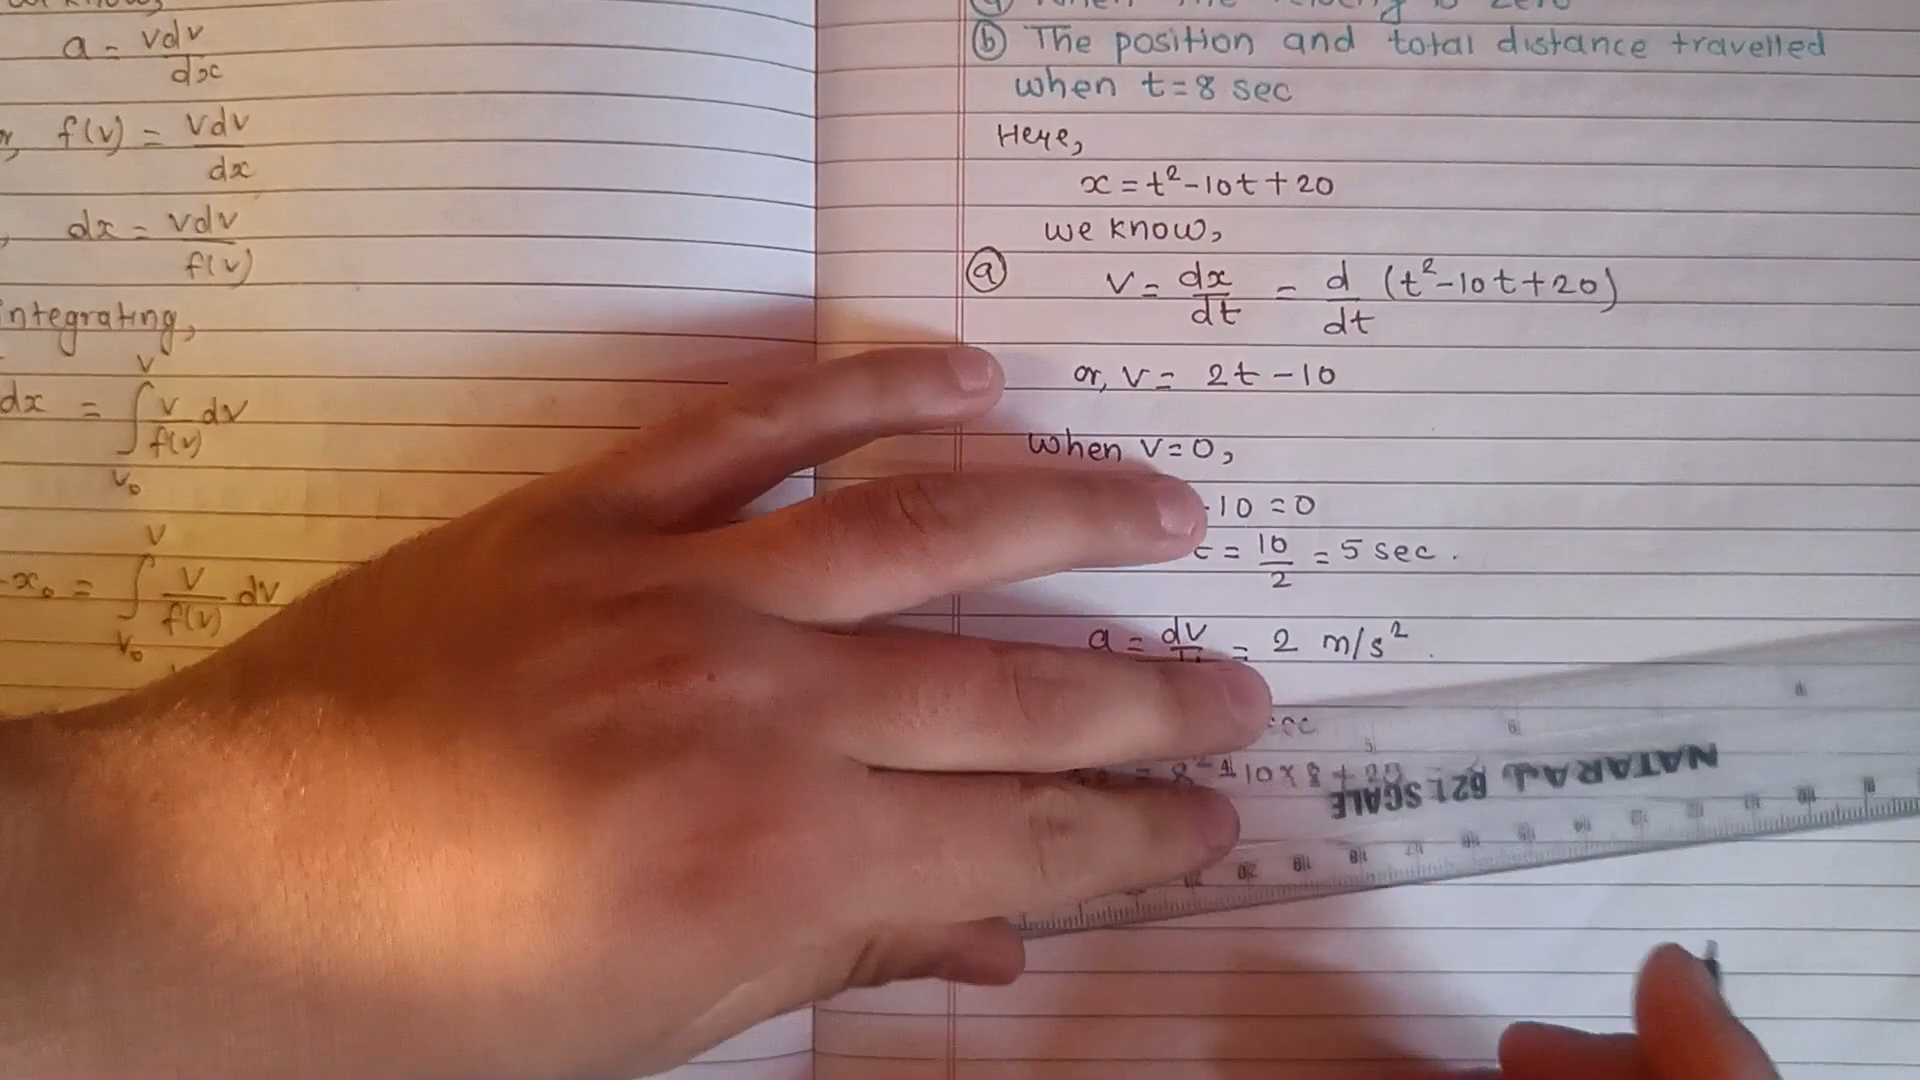 a = vdv
dx
f(v) = vdv
dx
dx = vdv
f(v)
integrating,
v
dx = ∫ v dv
f(v)
v₀
v
x₀ = ∫ v dv
f(v)
v₀
ⓑ The position and total distance travelled
when t=8 sec
Here,
x = t²-10t+20
we know,
ⓐ v = dx/dt = d/dt (t²-10t+20)
or, v = 2t-10
when v=0,
10 = 0
t = 10/2 = 5 sec.
a = dv = 2 m/s².
NATARAJ 621 SCALE